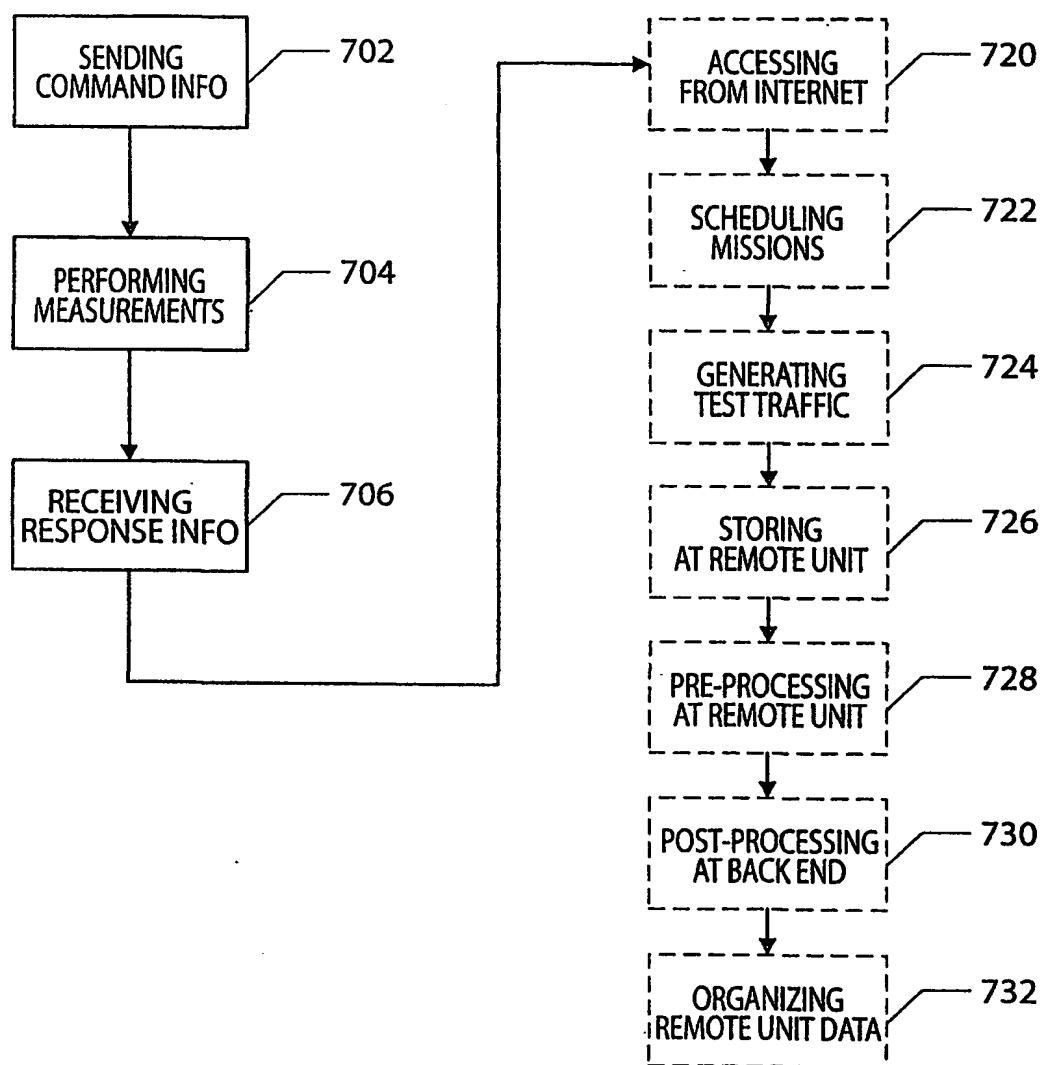 SENDING
COMMAND INFO
702
PERFORMING
MEASUREMENTS
704
RECEIVING
RESPONSE INFO
706
ACCESSING
FROM INTERNET
720
SCHEDULING
MISSIONS
722
GENERATING
TEST TRAFFIC
724
STORING
AT REMOTE UNIT
726
PRE-PROCESSING
AT REMOTE UNIT
728
POST-PROCESSING
AT BACK END
730
ORGANIZING
REMOTE UNIT DATA
732